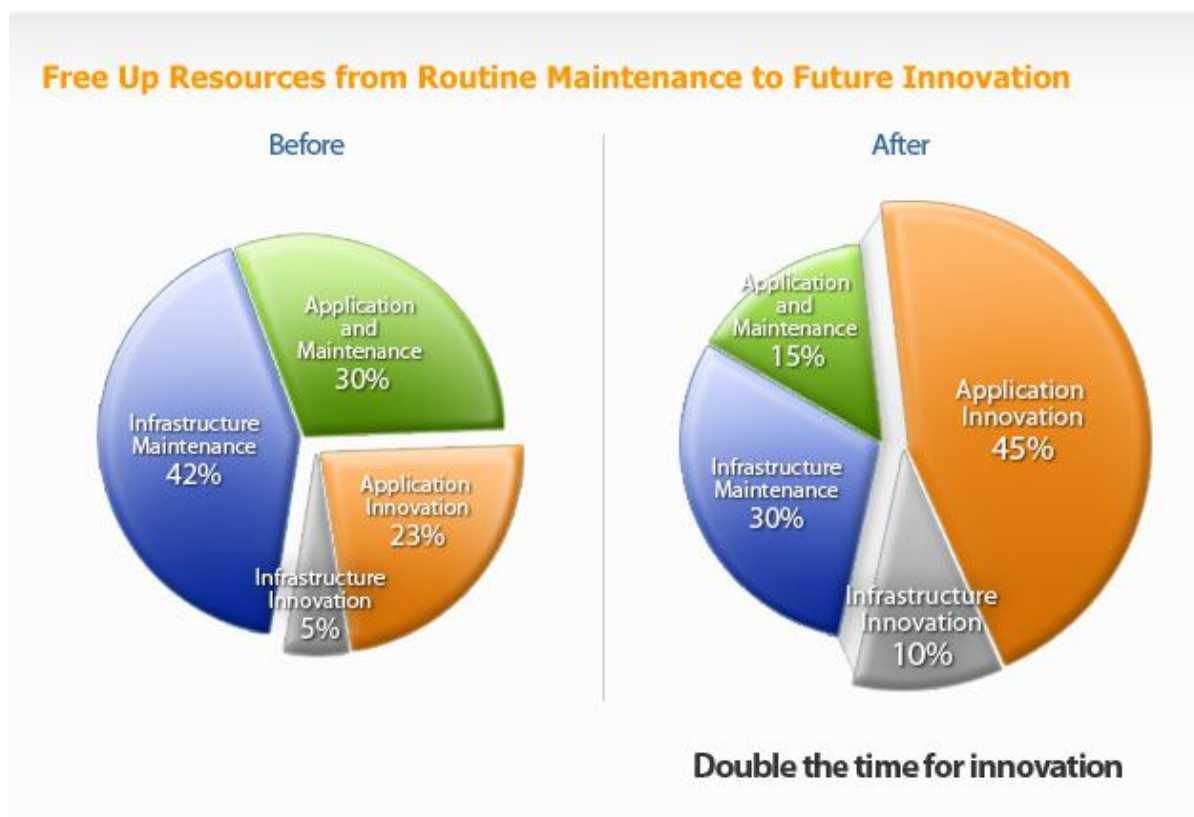 Free Up Resources from Routine Maintenance to Future Innovation
Before
Application
and
Maintenance
30%
Infrastructure
Maintenance
42%
Application
Innovation
23%
Infrastructure
Innovation
5%
After
Application
and
Maintenance
15%
Application
Innovation
45%
Infrastructure
Maintenance
30%
Infrastructure
Innovation
10%
Double the time for innovation